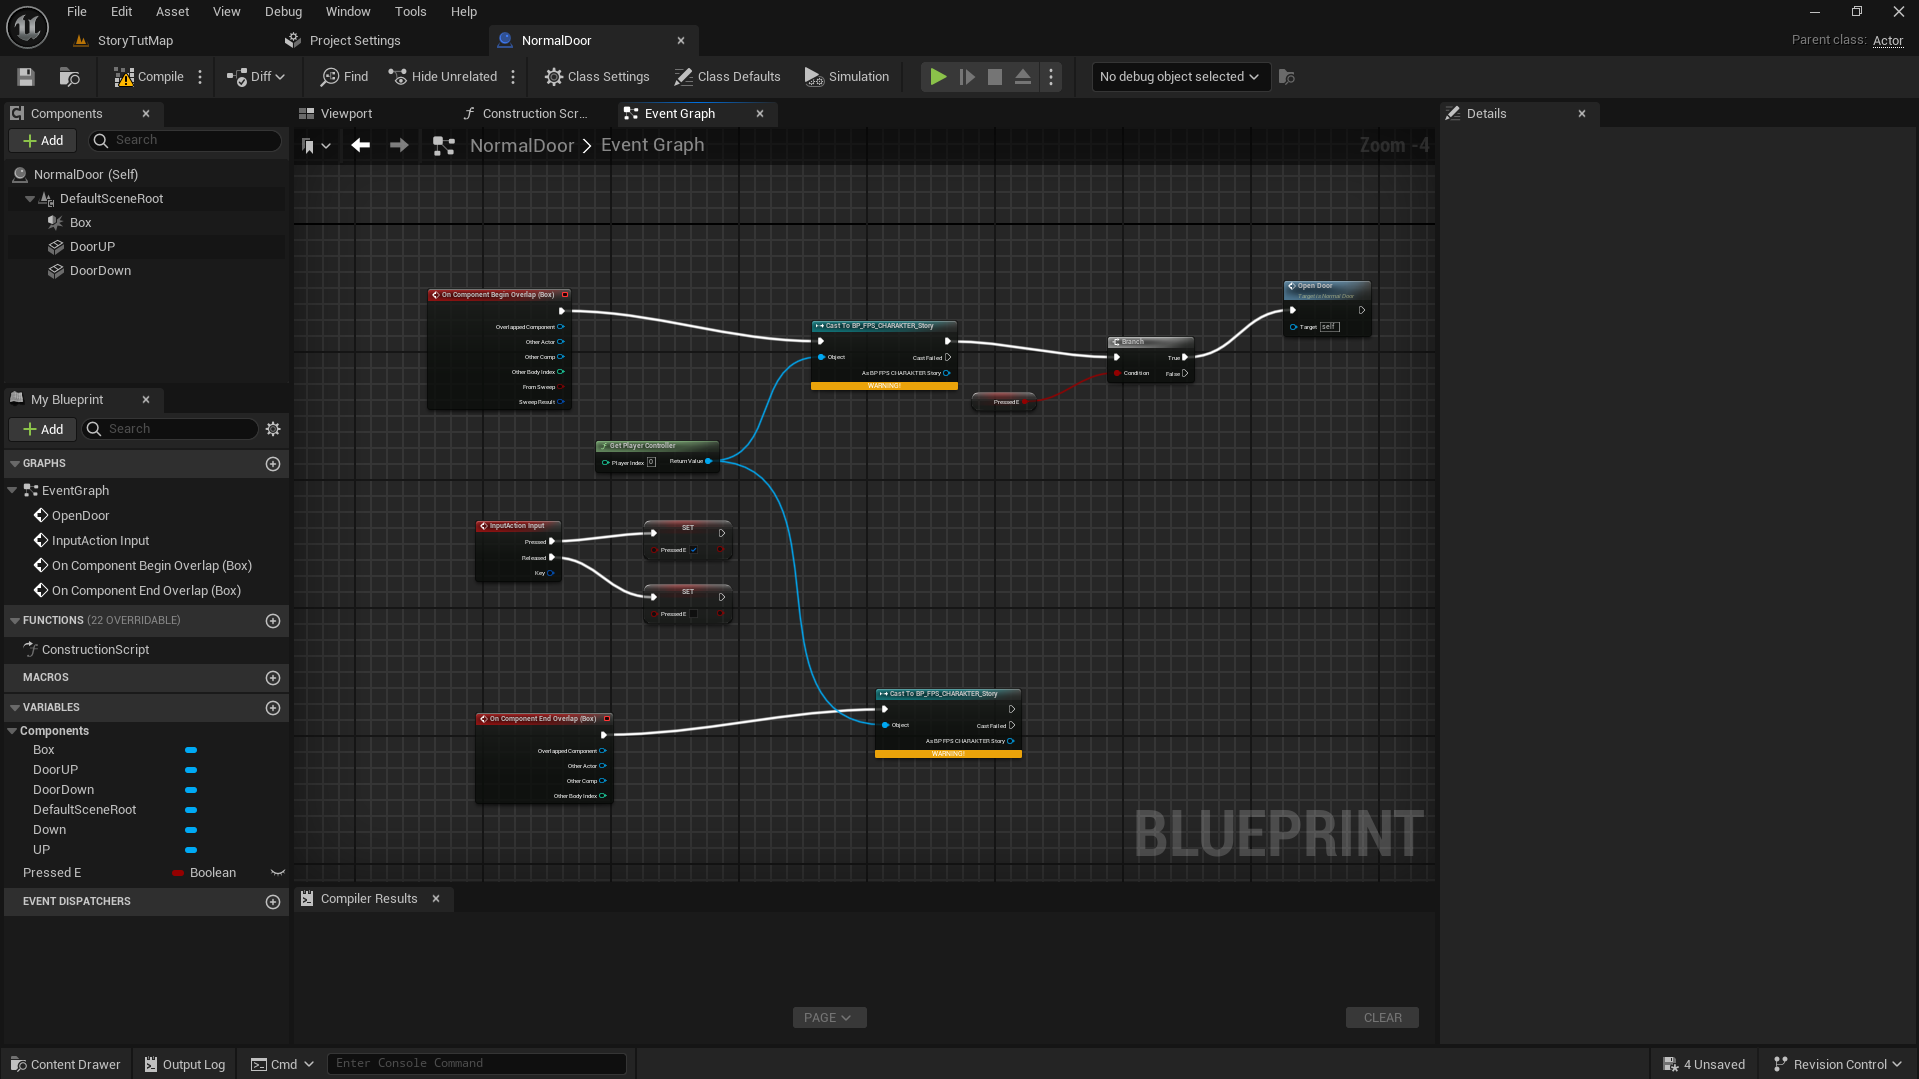 File Edit Asset View Debug Window Tools Help
StoryTutMap Project Settings NormalDoor
Parent class: Actor
Compile Diff Find Hide Unrelated Class Settings Class Defaults Simulation No debug object selected
Components
Add Search
NormalDoor (Self)
DefaultSceneRoot
Box
DoorUP
DoorDown
My Blueprint
Add Search
GRAPHS
EventGraph
OpenDoor
InputAction Input
On Component Begin Overlap (Box)
On Component End Overlap (Box)
FUNCTIONS (22 OVERRIDABLE)
ConstructionScript
MACROS
VARIABLES
Components
Box
DoorUP
DoorDown
DefaultSceneRoot
Down
UP
Pressed E Boolean
EVENT DISPATCHERS
Viewport Construction Scr... Event Graph
NormalDoor > Event Graph
Zoom -4
On Component Begin Overlap (Box)
Overlapped Component
Other Actor
Other Comp
Other Body Index
From Sweep
Sweep Result
Cast To BP_FPS_CHARAKTER_Story
Object Cast Failed
As BP FPS CHARAKTER Story
WARNING!
Branch
True
Condition False
Pressed E
Open Door
Target is Normal Door
Target self
Get Player Controller
Player Index 0 Return Value
InputAction Input
Pressed
Released
Key
SET
Pressed E
SET
Pressed E
On Component End Overlap (Box)
Overlapped Component
Other Actor
Other Comp
Other Body Index
Cast To BP_FPS_CHARAKTER_Story
Object Cast Failed
As BP FPS CHARAKTER Story
WARNING!
BLUEPRINT
Compiler Results
PAGE CLEAR
Details
Content Drawer Output Log Cmd Enter Console Command 4 Unsaved Revision Control